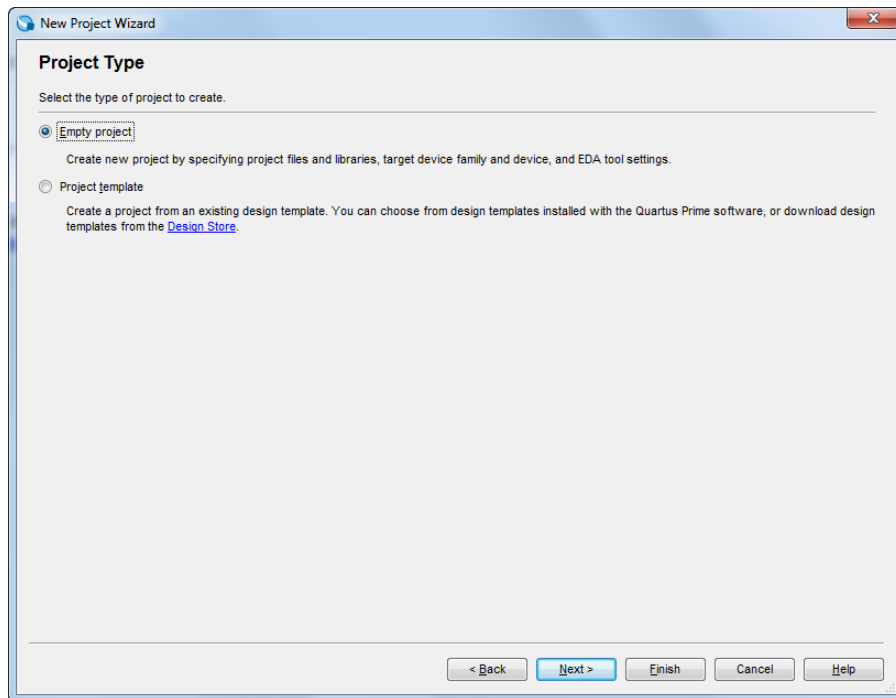 New Project Wizard
X
Project Type
Select the type of project to create.
Empty project
Create new project by specifying project files and libraries, target device family and device, and EDA tool settings.
Project template
Create a project from an existing design template. You can choose from design templates installed with the Quartus Prime software, or download design
templates from the Design Store.
< Back Next > Finish Cancel Help